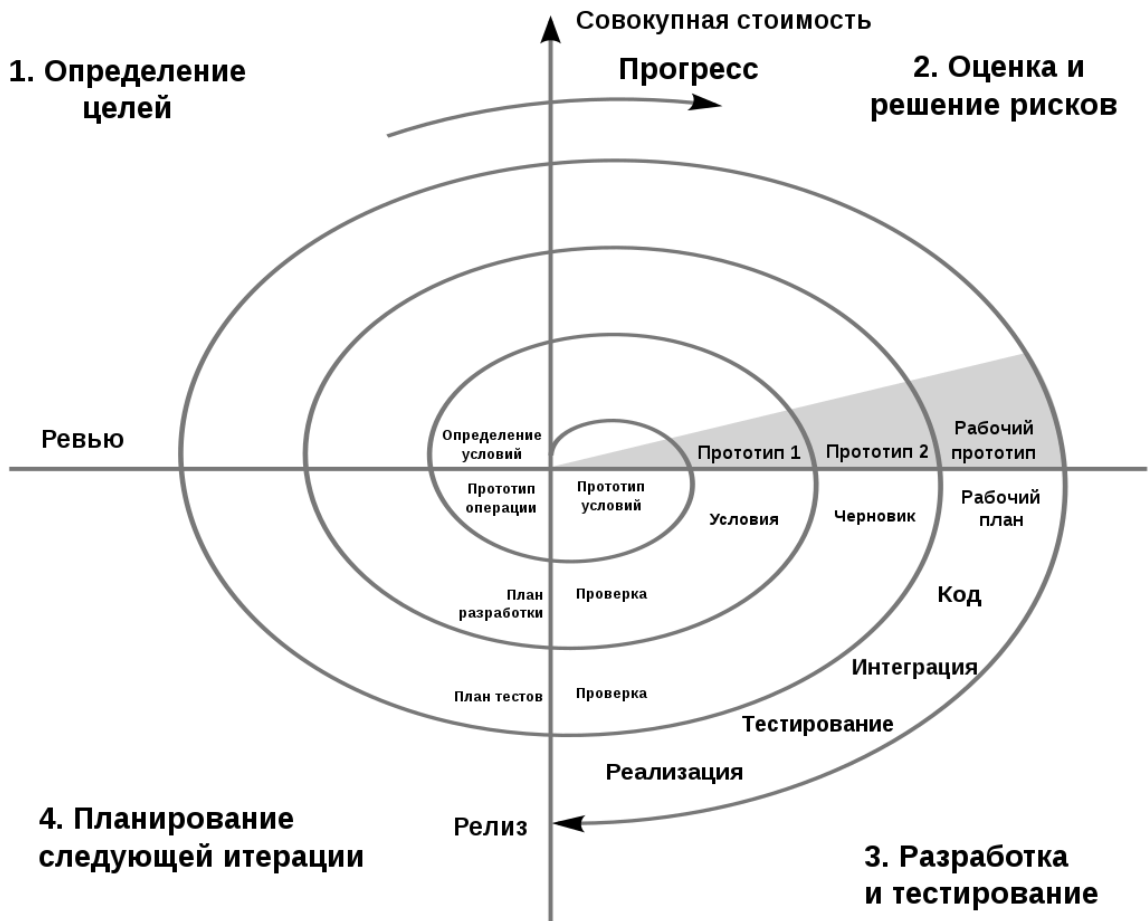 Совокупная стоимость
1. Определение
целей
Прогресс
2. Оценка и
решение рисков
Ревью
Определение
условий
Прототип 1
Прототип 2
Рабочий
прототип
Прототип
операции
Прототип
условий
Условия
Черновик
Рабочий
план
План
разработки
Проверка
Код
Интеграция
План тестов
Проверка
Тестирование
Реализация
Релиз
4. Планирование
следующей итерации
3. Разработка
и тестирование